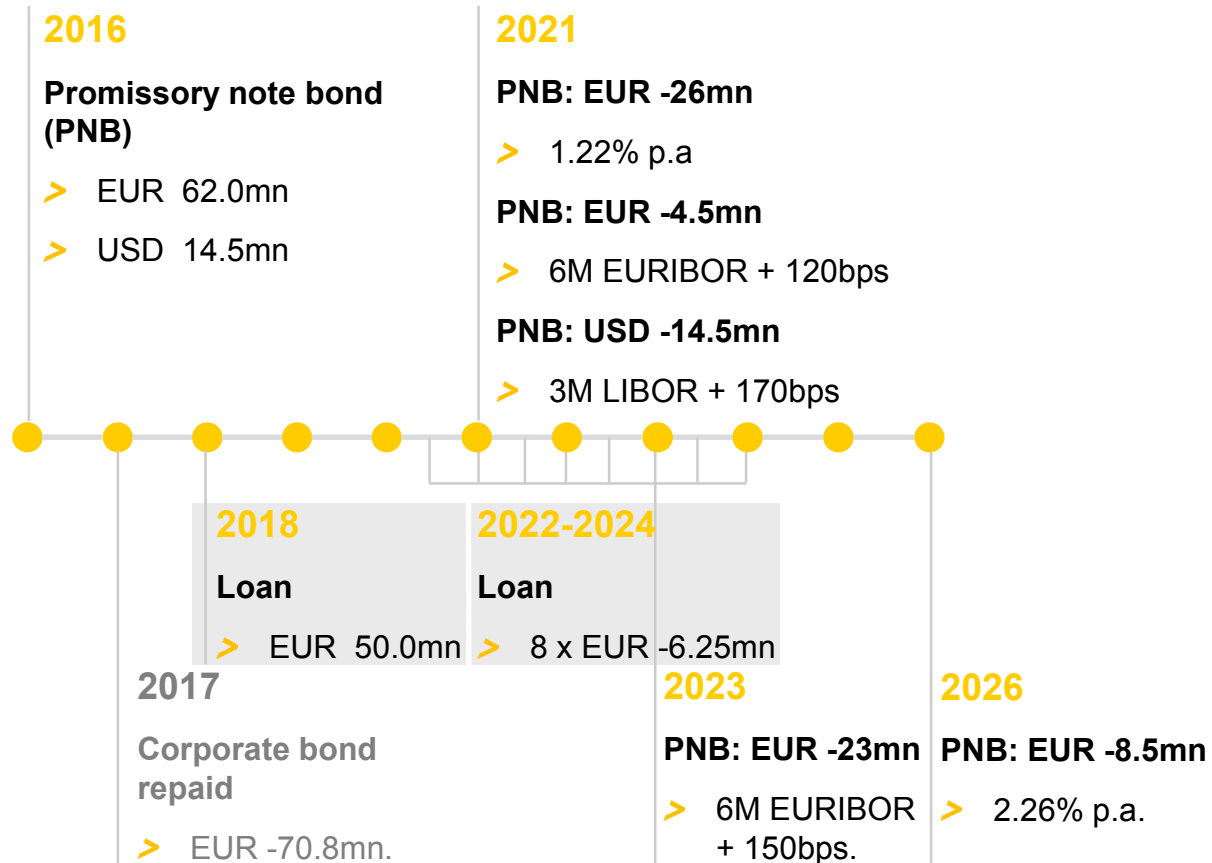 2016
Promissory note bond
(PNB)
> EUR 62.0mn
> USD 14.5mn
2021
PNB: EUR -26mn
> 1.22% p.a
PNB: EUR -4.5mn
> 6M EURIBOR + 120bps
PNB: USD -14.5mn
> 3M LIBOR + 170bps
2018
Loan
> EUR 50.0mn
2022-2024
Loan
> 8 x EUR -6.25mn
2017
Corporate bond
repaid
> EUR -70.8mn.
2023
PNB: EUR -23mn
> 6M EURIBOR
+ 150bps.
2026
PNB: EUR -8.5mn
> 2.26% p.a.